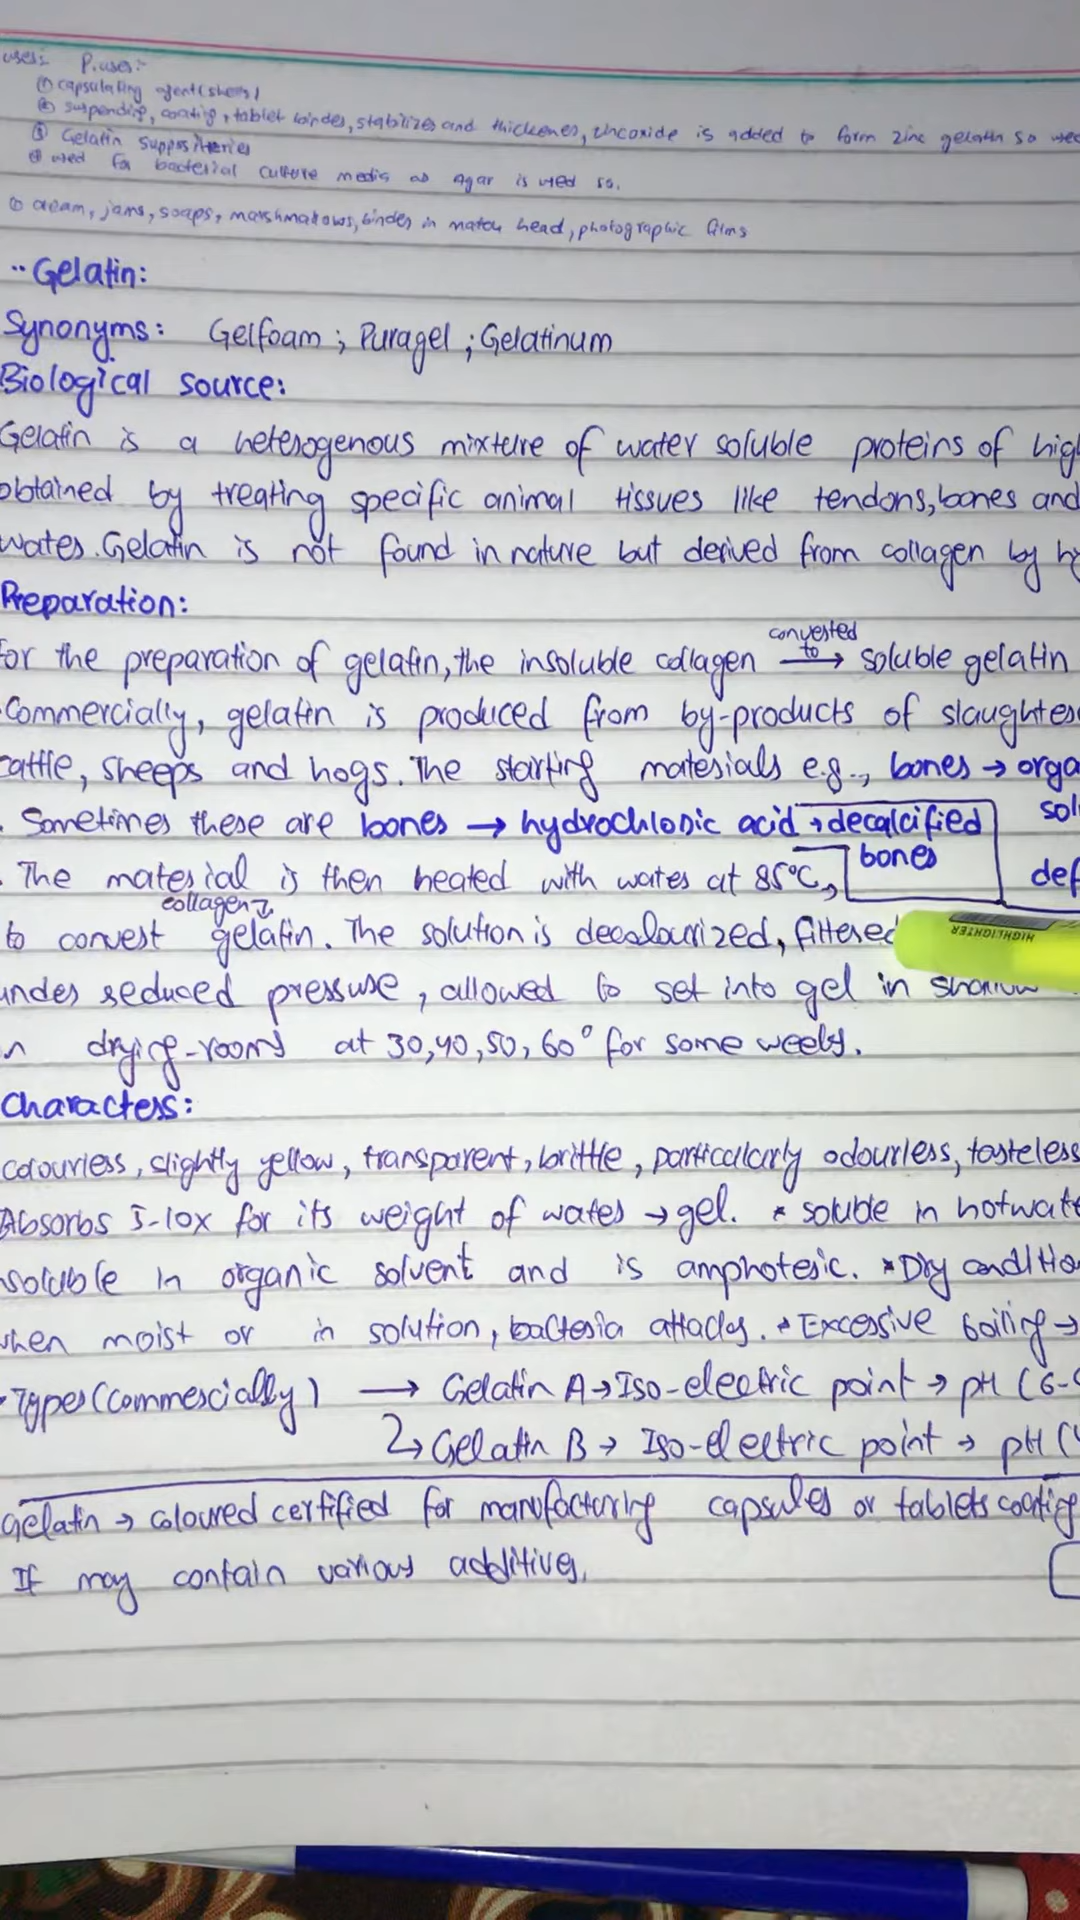 uses: P.uses:-
① capsulating agent (shells)
② suspending, coating, tablet binder, stabilizer and thickener, zincoxide is added to form zinc gelatin so
③ Gelatin suppositories
④ used for bacterial culture media as agar is used so.
cream, jams, soaps, marshmallows, binder in match head, photographic films
Gelatin:
Synonyms: Gelfoam ; Puragel ; Gelatinum
Biological source:
Gelatin is a heterogenous mixture of water soluble proteins of
obtained by treating specific animal tissues like tendons, bones and
water. Gelatin is not found in nature but derived from collagen by
Preparation:
For the preparation of gelatin, the insoluble collagen converted to → soluble gelatin
Commercially, gelatin is produced from by-products of
cattle, sheeps and hogs. The starting materials e.g., bones →
Sometimes these are bones → hydrochloric acid → decalcified bones
The material is then heated with water at 85°C,
to convert collagen gelatin. The solution is decolourized, filtered
under reduced pressure, allowed to set into gel in
drying-rooms at 30,40,50,60° for some weeks.
Characters:
colourless, slightly yellow, transparent, brittle, particularly odourless, tasteless
Absorbs 5-10x for its weight of water → gel. * soluble in
soluble in organic solvent and is amphoteric. * Dry
when moist or in solution, bacteria attacks. * Excessive boiling →
Types (commercially) → Gelatin A → Iso-electric point → pH (6-
Gelatin B → Iso-electric point → pH (
Gelatin → coloured certified for manufacturing capsules or tablets coating
If may contain various additives.
HIGHLIGHTER